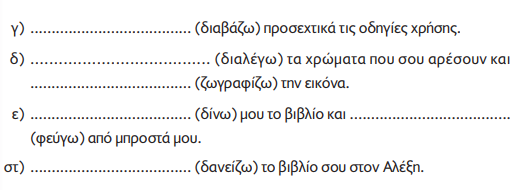 γ) ..................................... (διαβάζω) προσεχτικά τις οδηγίες χρήσης.
δ) ..................................... (διαλέγω) τα χρώματα που σου αρέσουν και
..................................... (ζωγραφίζω) την εικόνα.
ε) ..................................... (δίνω) μου το βιβλίο και .....................................
(φεύγω) από μπροστά μου.
στ) ..................................... (δανείζω) το βιβλίο σου στον Αλέξη.